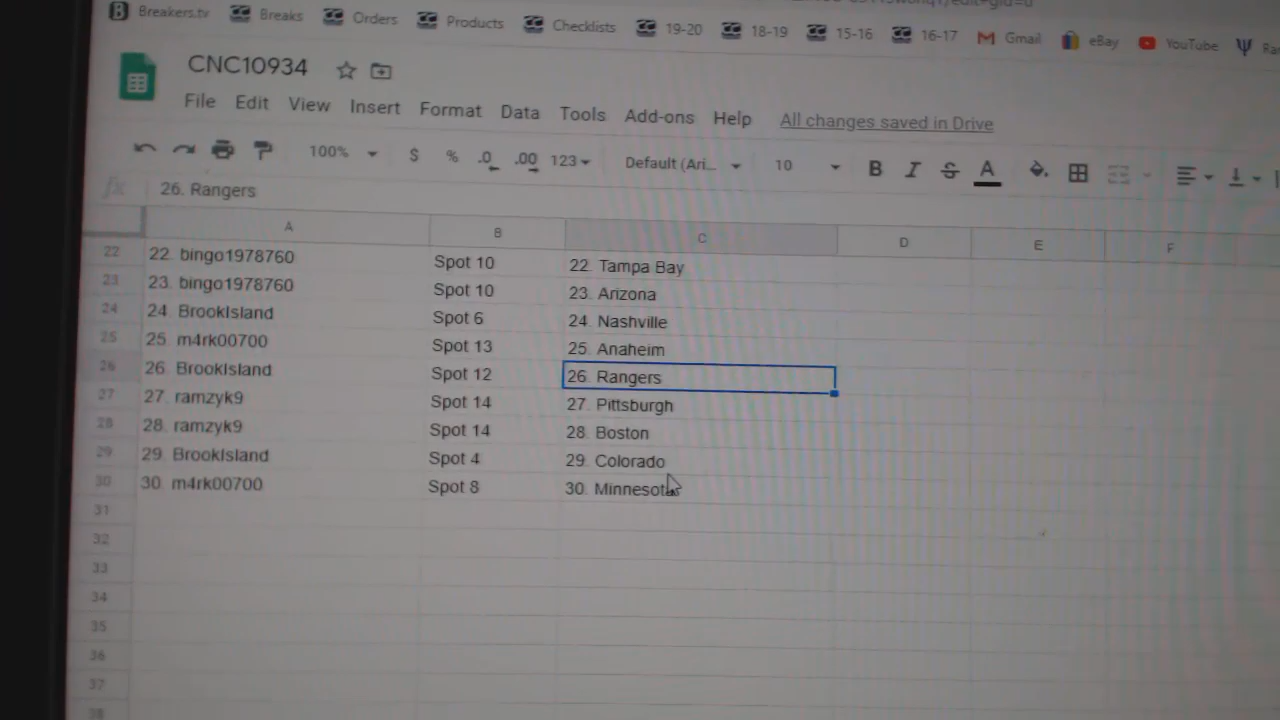 Breakers.tv Breaks Orders Products Checklists 19-20 18-19 15-16 16-17 Gmail eBay YouTube
CNC10934
File Edit View Insert Format Data Tools Add-ons Help All changes saved in Drive
100% $ % .0 .00 123 Default (Ari... 10 B I S A
fx 26. Rangers
A B C D E F
22 22. bingo1978760 Spot 10 22. Tampa Bay
23 23. bingo1978760 Spot 10 23. Arizona
24 24. BrookIsland Spot 6 24. Nashville
25 25. m4rk00700 Spot 13 25. Anaheim
26 26. BrookIsland Spot 12 26. Rangers
27 27. ramzyk9 Spot 14 27. Pittsburgh
28 28. ramzyk9 Spot 14 28. Boston
29 29. BrookIsland Spot 4 29. Colorado
30 30. m4rk00700 Spot 8 30. Minnesota
31
32
33
34
35
36
37
38